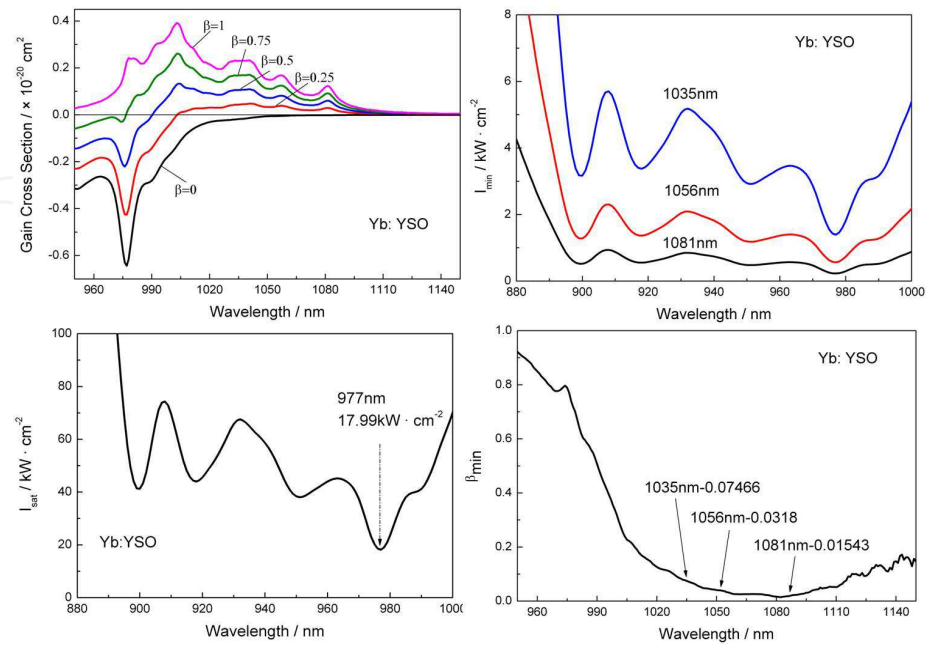 0.4
0.2
0.0
-0.2
-0.4
-0.6
Gain Cross Section / × 10-20 cm2
β=1
β=0.75
β=0.5
β=0.25
β=0
Yb: YSO
960 990 1020 1050 1080 1110 1140
Wavelength / nm
8
6
4
2
0
Imin / kW · cm-2
Yb: YSO
1035nm
1056nm
1081nm
880 900 920 940 960 980 1000
Wavelength / nm
100
80
60
40
20
0
Isat / kW · cm-2
977nm
17.99kW · cm-2
Yb:YSO
880 900 920 940 960 980 1000
Wavelength / nm
1.0
0.8
0.6
0.4
0.2
0.0
βmin
Yb: YSO
1035nm-0.07466
1056nm-0.0318
1081nm-0.01543
960 990 1020 1050 1080 1110 1140
Wavelength / nm